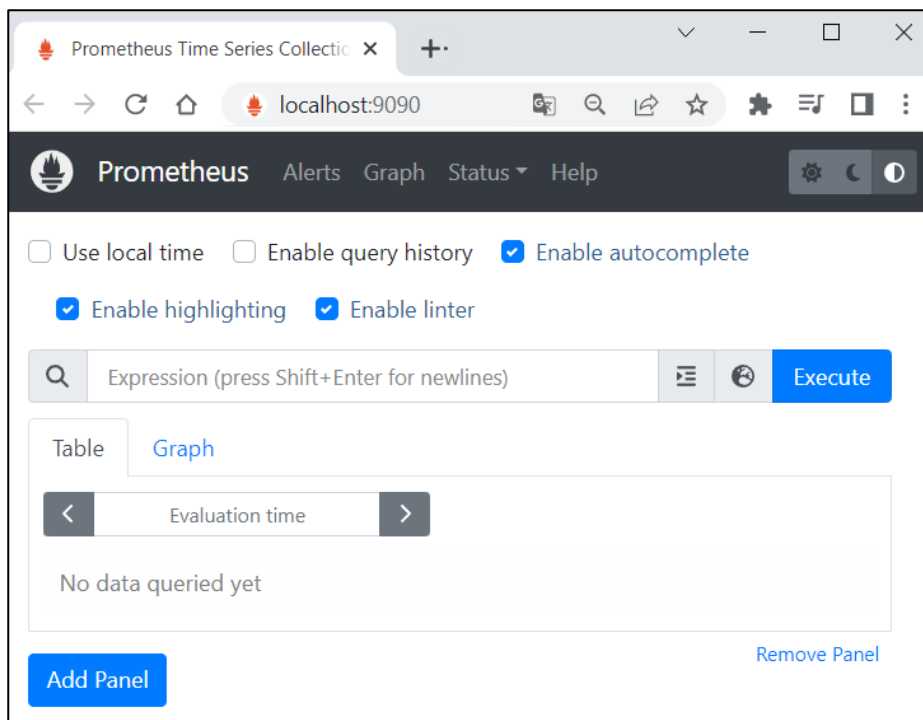 Prometheus Time Series Collectio
localhost:9090
Prometheus Alerts Graph Status Help
Use local time Enable query history Enable autocomplete
Enable highlighting Enable linter
Expression (press Shift+Enter for newlines) Execute
Table Graph
Evaluation time
No data queried yet
Remove Panel
Add Panel